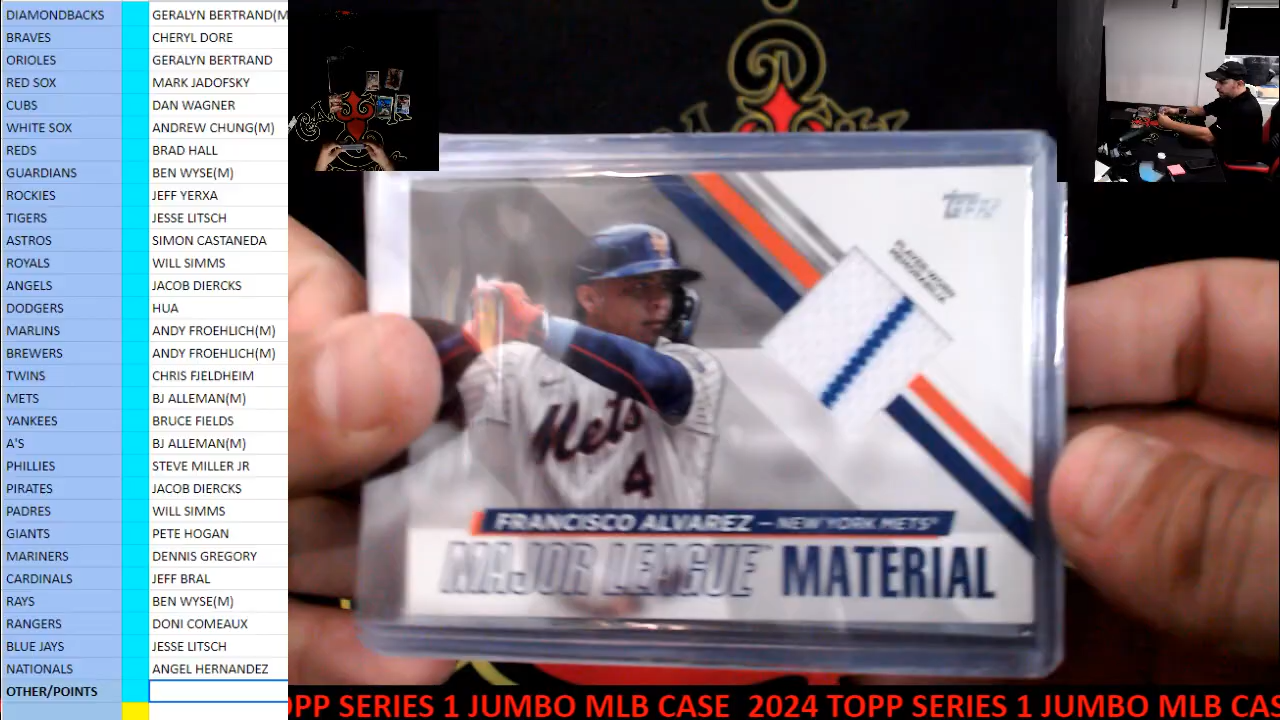 DIAMONDBACKS GERALYN BERTRAND(M
BRAVES CHERYL DORE
ORIOLES GERALYN BERTRAND
RED SOX MARK JADOFSKY
CUBS DAN WAGNER
WHITE SOX ANDREW CHUNG(M)
REDS BRAD HALL
GUARDIANS BEN WYSE(M)
ROCKIES JEFF YERXA
TIGERS JESSE LITSCH
ASTROS SIMON CASTANEDA
ROYALS WILL SIMMS
ANGELS JACOB DIERCKS
DODGERS HUA
MARLINS ANDY FROEHLICH(M)
BREWERS ANDY FROEHLICH(M)
TWINS CHRIS FJELDHEIM
METS BJ ALLEMAN(M)
YANKEES BRUCE FIELDS
A'S BJ ALLEMAN(M)
PHILLIES STEVE MILLER JR
PIRATES JACOB DIERCKS
PADRES WILL SIMMS
GIANTS PETE HOGAN
MARINERS DENNIS GREGORY
CARDINALS JEFF BRAL
RAYS BEN WYSE(M)
RANGERS DONI COMEAUX
BLUE JAYS JESSE LITSCH
NATIONALS ANGEL HERNANDEZ
OTHER/POINTS
Topps
PLAYER-WORN
MEMORABILIA
Mets
4
FRANCISCO ALVAREZ – NEW YORK METS®
MAJOR LEAGUE™ MATERIAL
OPP SERIES 1 JUMBO MLB CASE 2024 TOPP SERIES 1 JUMBO MLB CAS